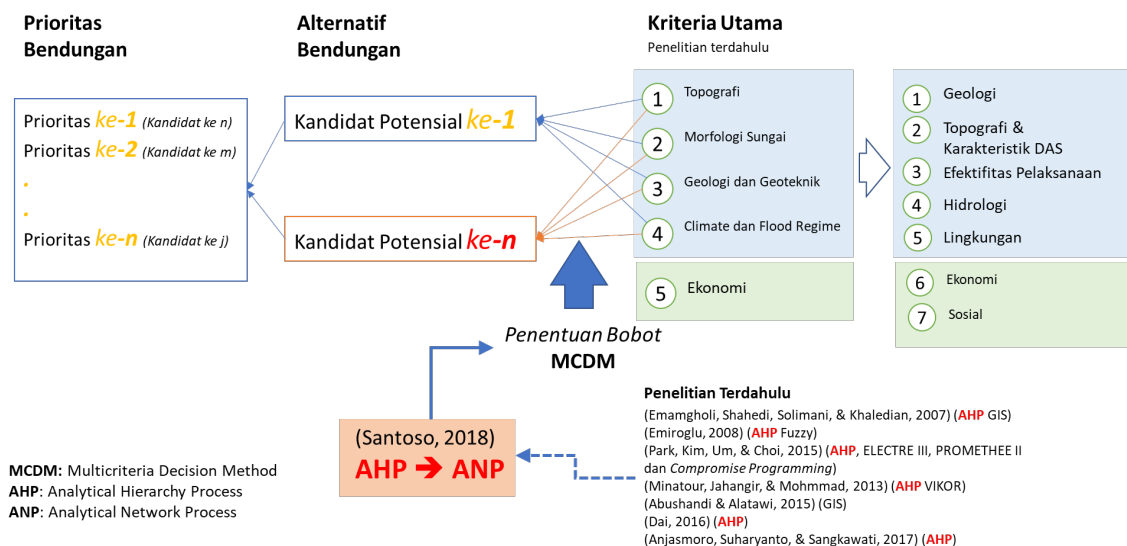 Prioritas
Bendungan
Prioritas ke-1 (Kandidat ke n)
Prioritas ke-2 (Kandidat ke m)
.
.
Prioritas ke-n (Kandidat ke j)
Alternatif
Bendungan
Kandidat Potensial ke-1
Kandidat Potensial ke-n
Kriteria Utama
Penelitian terdahulu
1 Topografi
2 Morfologi Sungai
3 Geologi dan Geoteknik
4 Climate dan Flood Regime
5 Ekonomi
1 Geologi
2 Topografi &
Karakteristik DAS
3 Efektifitas Pelaksanaan
4 Hidrologi
5 Lingkungan
6 Ekonomi
7 Sosial
Penentuan Bobot
MCDM
(Santoso, 2018)
AHP ➔ ANP
Penelitian Terdahulu
(Emamgholi, Shahedi, Solimani, & Khaledian, 2007) (AHP GIS)
(Emiroglu, 2008) (AHP Fuzzy)
(Park, Kim, Um, & Choi, 2015) (AHP, ELECTRE III, PROMETHEE II
dan Compromise Programming)
(Minatour, Jahangir, & Mohmmad, 2013) (AHP VIKOR)
(Abushandi & Alatawi, 2015) (GIS)
(Dai, 2016) (AHP)
(Anjasmoro, Suharyanto, & Sangkawati, 2017) (AHP)
MCDM: Multicriteria Decision Method
AHP: Analytical Hierarchy Process
ANP: Analytical Network Process